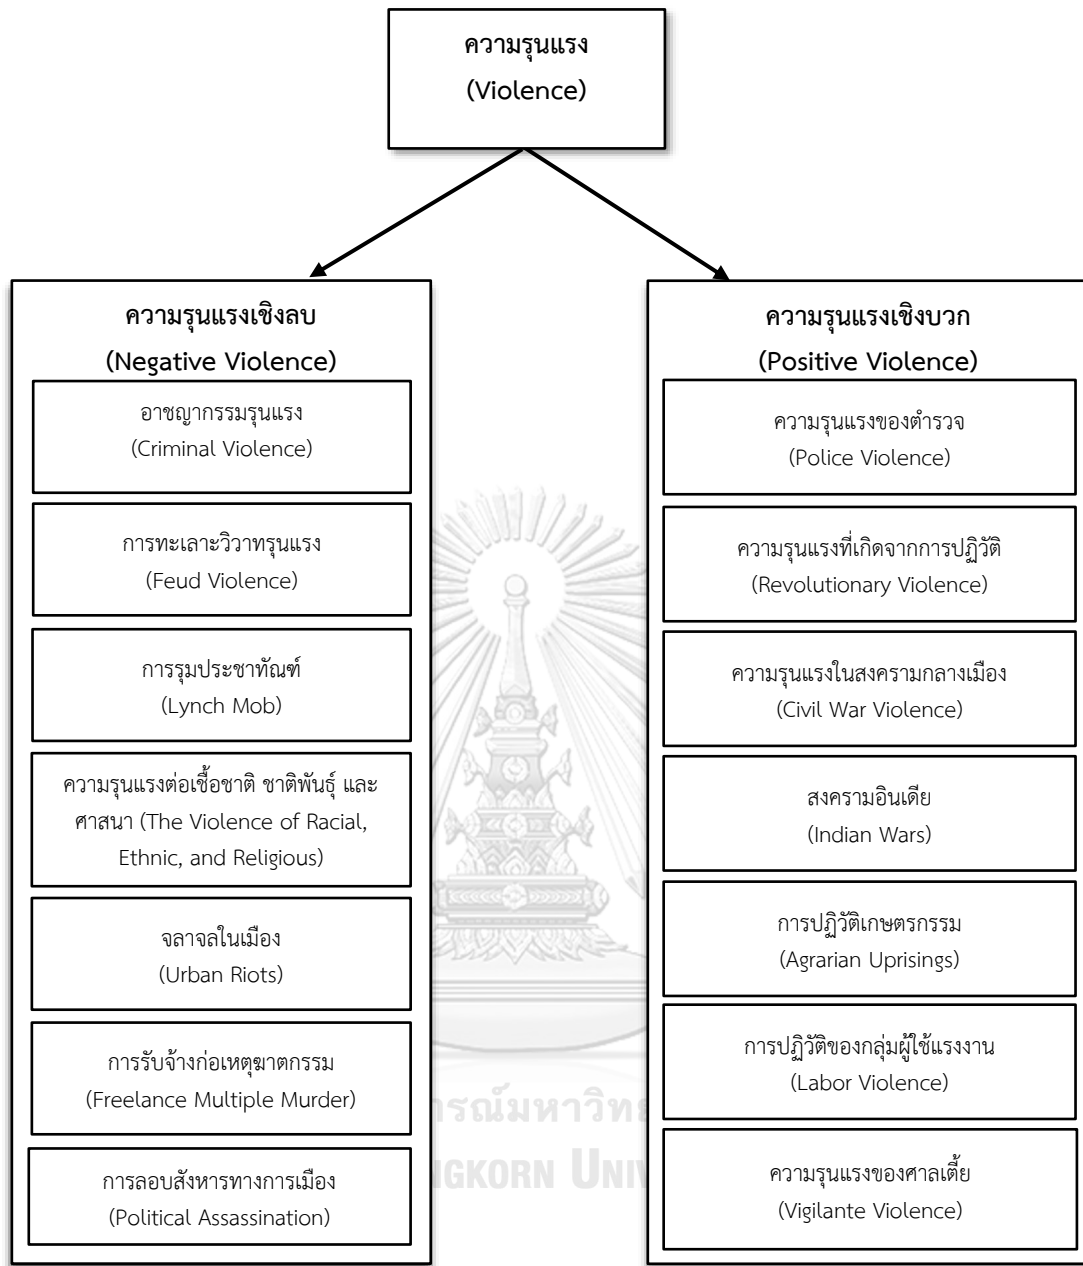 ความรุนแรง
(Violence)
ความรุนแรงเชิงลบ
(Negative Violence)
อาชญากรรมรุนแรง
(Criminal Violence)
การทะเลาะวิวาทรุนแรง
(Feud Violence)
การรุมประชาทัณฑ์
(Lynch Mob)
ความรุนแรงต่อเชื้อชาติ ชาติพันธุ์ และ
ศาสนา (The Violence of Racial,
Ethnic, and Religious)
จลาจลในเมือง
(Urban Riots)
การรับจ้างก่อเหตุฆาตกรรม
(Freelance Multiple Murder)
การลอบสังหารทางการเมือง
(Political Assassination)
ความรุนแรงเชิงบวก
(Positive Violence)
ความรุนแรงของตำรวจ
(Police Violence)
ความรุนแรงที่เกิดจากการปฏิวัติ
(Revolutionary Violence)
ความรุนแรงในสงครามกลางเมือง
(Civil War Violence)
สงครามอินเดีย
(Indian Wars)
การปฏิวัติเกษตรกรรม
(Agrarian Uprisings)
การปฏิวัติของกลุ่มผู้ใช้แรงงาน
(Labor Violence)
ความรุนแรงของศาลเตี้ย
(Vigilante Violence)
ารณ์มหาวิท
NGKORN UNIV